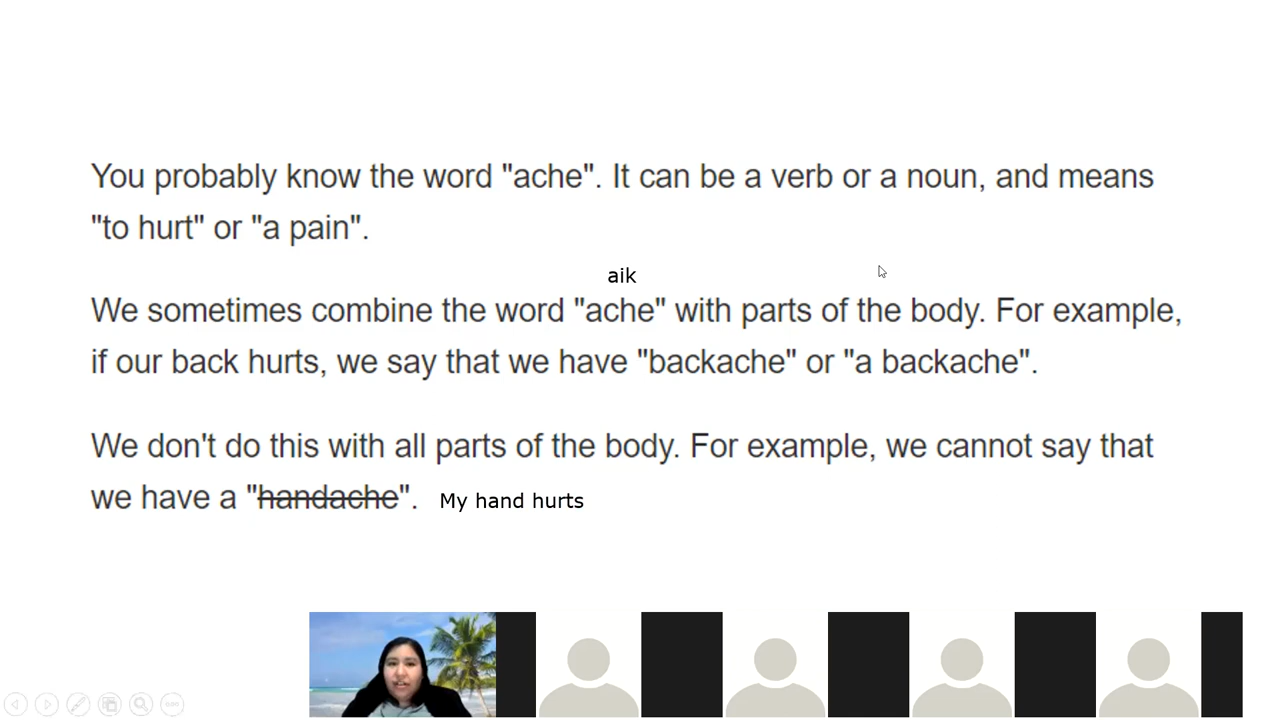 You probably know the word "ache". It can be a verb or a noun, and means
"to hurt" or "a pain".
aik
We sometimes combine the word "ache" with parts of the body. For example,
if our back hurts, we say that we have "backache" or "a backache".
We don't do this with all parts of the body. For example, we cannot say that
we have a "handache". My hand hurts